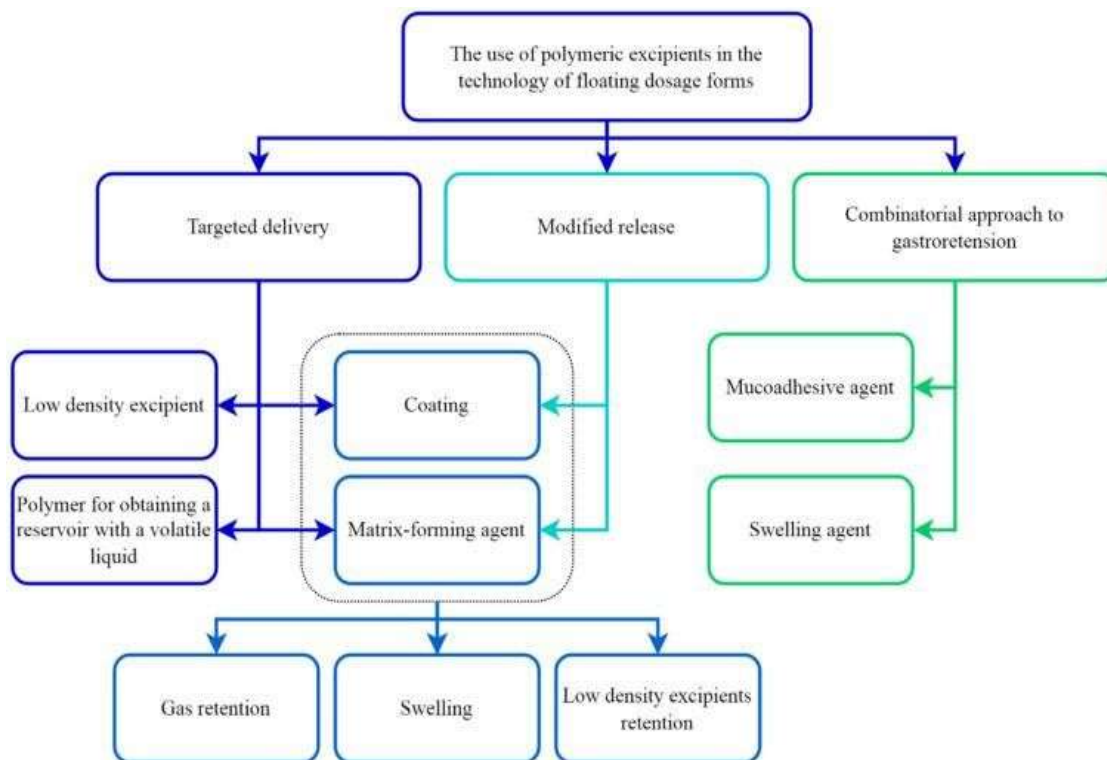 The use of polymeric excipients in the
technology of floating dosage forms
Targeted delivery
Modified release
Combinatorial approach to
gastroretension
Low density excipient
Coating
Mucoadhesive agent
Polymer for obtaining a
reservoir with a volatile
liquid
Matrix-forming agent
Swelling agent
Gas retention
Swelling
Low density excipients
retention